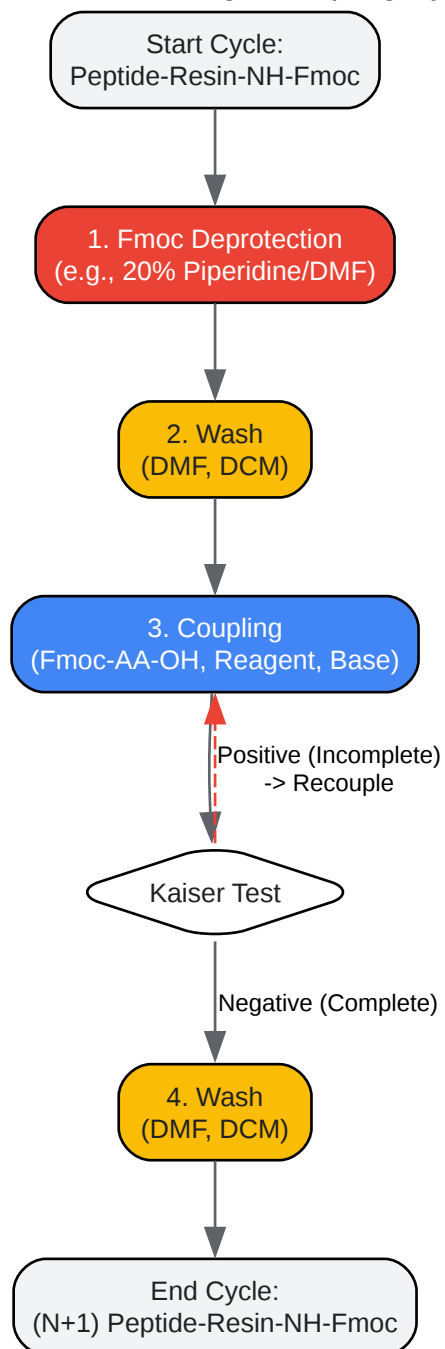 Start Cycle:
Peptide-Resin-NH-Fmoc
1. Fmoc Deprotection
(e.g., 20% Piperidine/DMF)
2. Wash
(DMF, DCM)
3. Coupling
(Fmoc-AA-OH, Reagent, Base)
Positive (Incomplete)
-> Recouple
Kaiser Test
Negative (Complete)
4. Wash
(DMF, DCM)
End Cycle:
(N+1) Peptide-Resin-NH-Fmoc